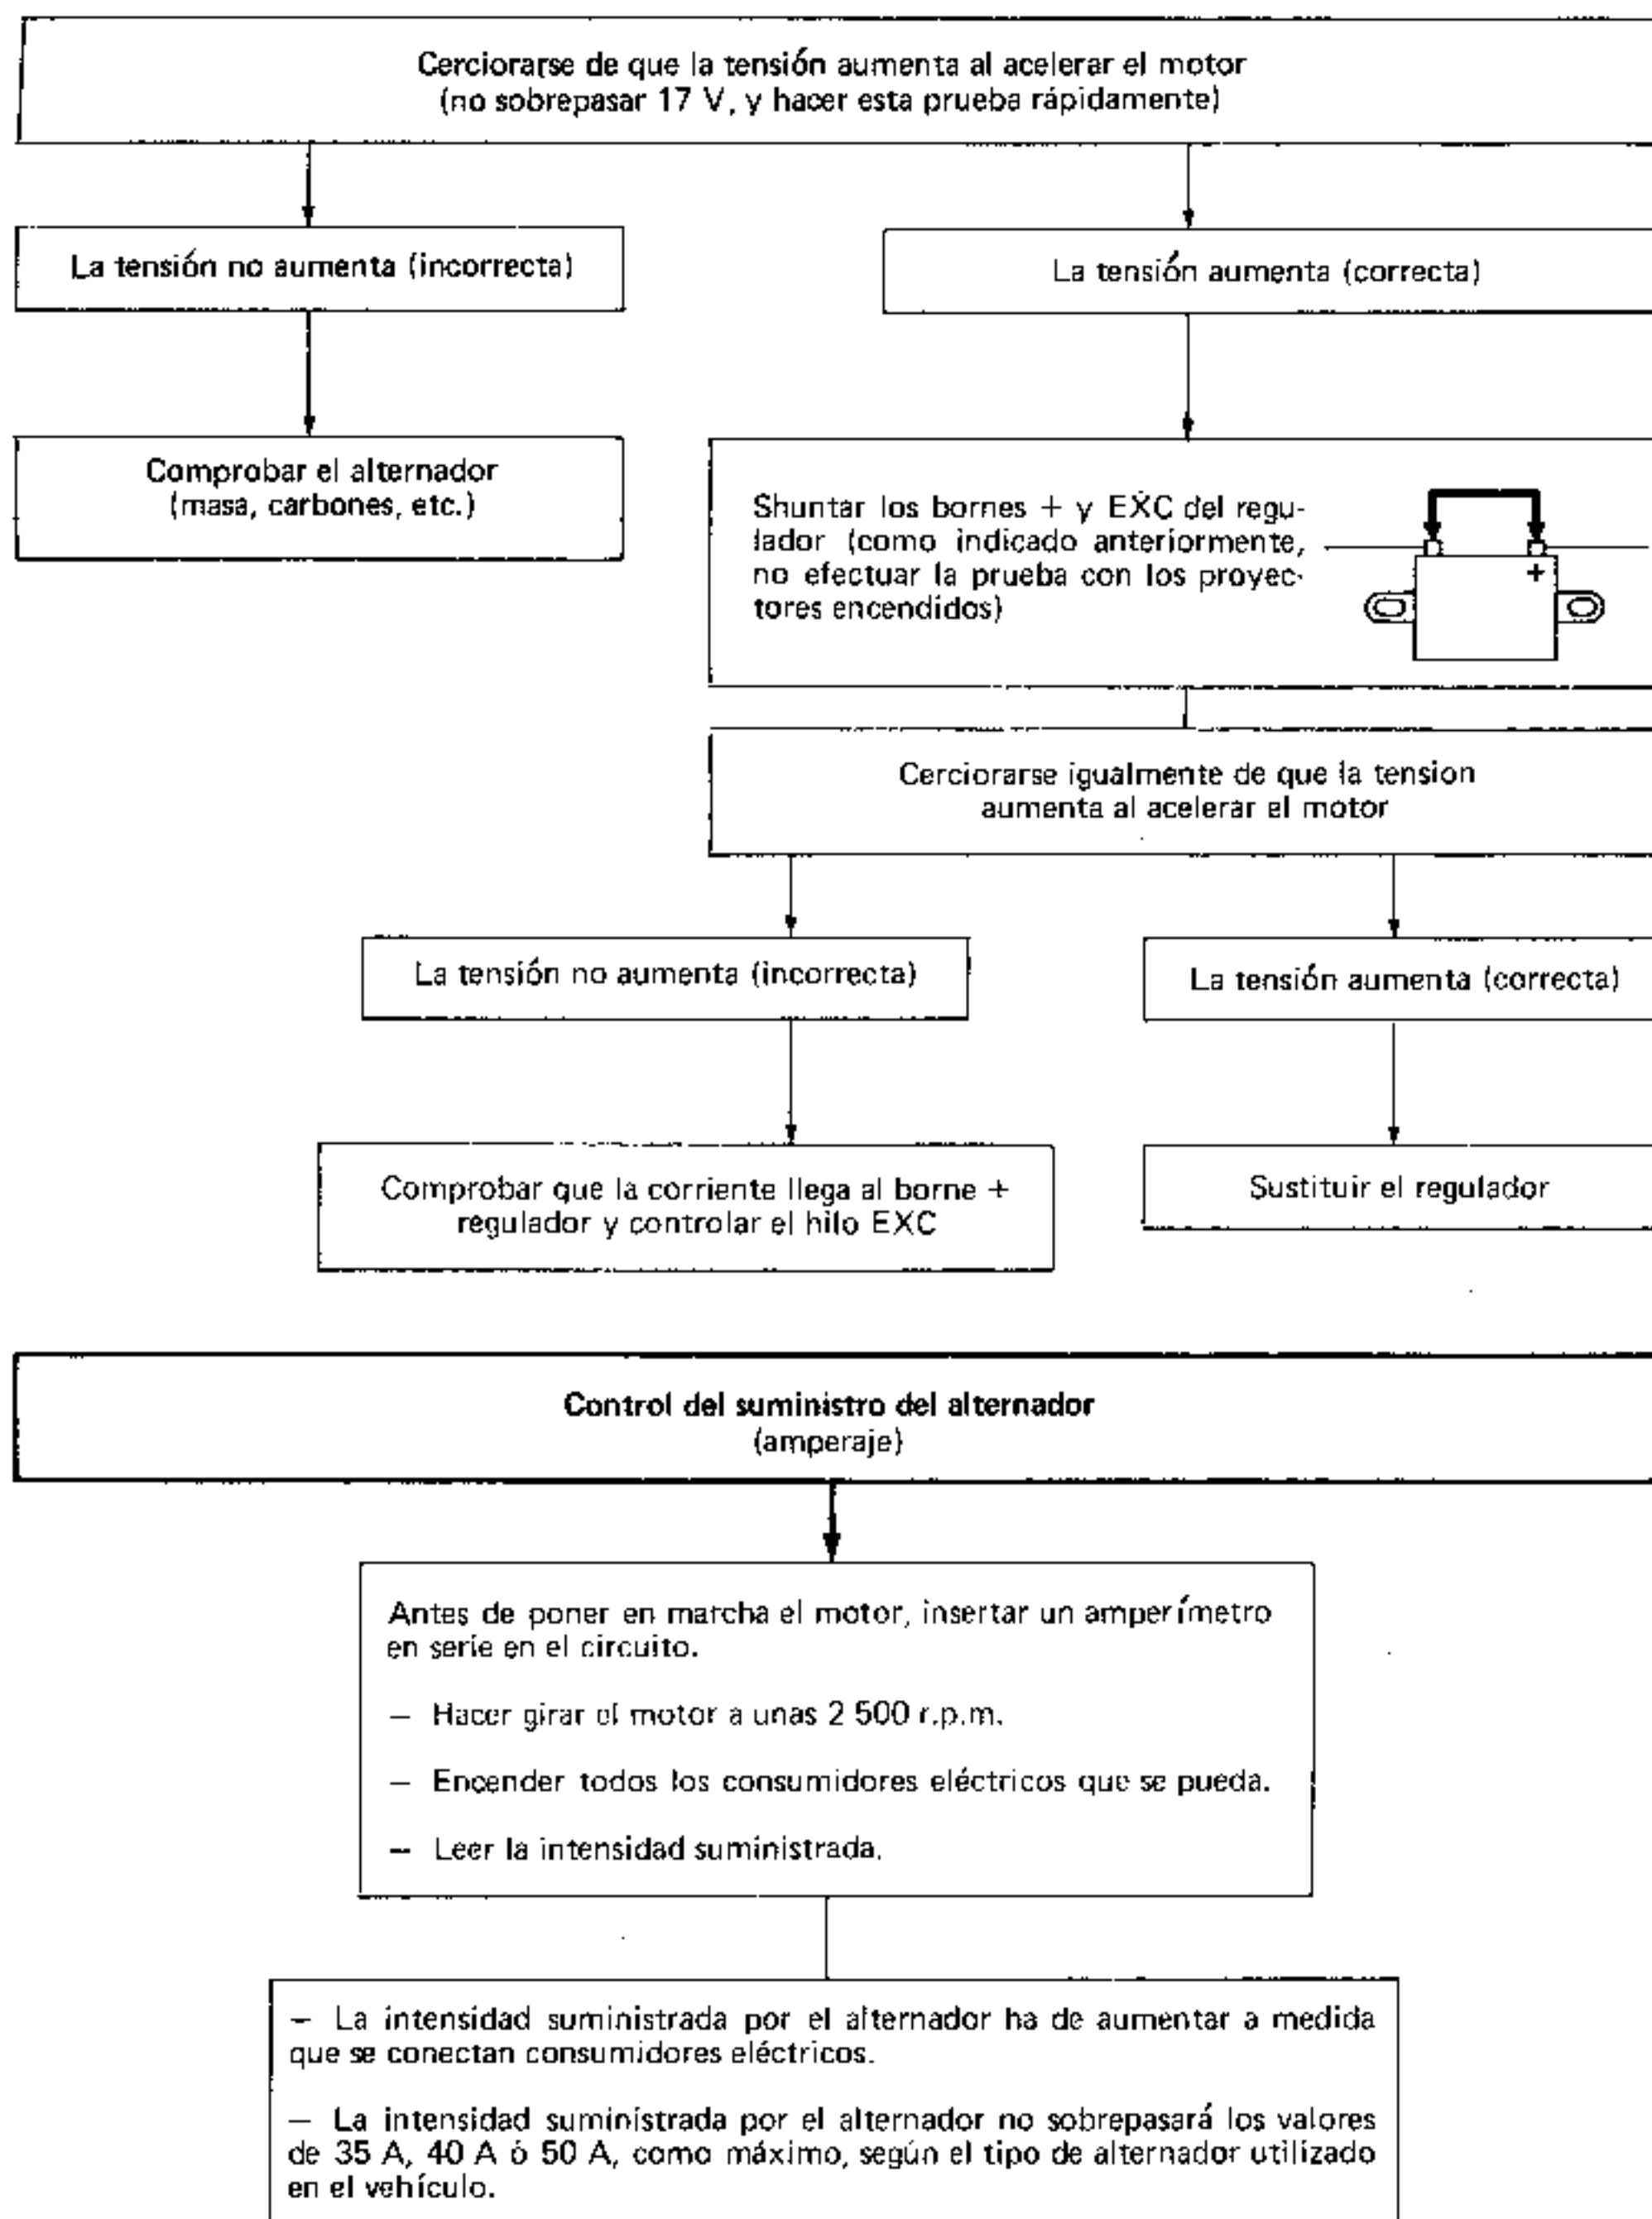 Cerciorarse de que la tensión aumenta al acelerar el motor
(no sobrepasar 17 V, y hacer esta prueba rápidamente)
La tensión no aumenta (incorrecta)
La tensión aumenta (correcta)
Comprobar el alternador
(masa, carbones, etc.)
Shuntar los bornes + y EXC del regu-
lador (como indicado anteriormente,
no efectuar la prueba con los proyec-
tores encendidos)
+
Cerciorarse igualmente de que la tension
aumenta al acelerar el motor
La tensión no aumenta (incorrecta)
La tensión aumenta (correcta)
Comprobar que la corriente llega al borne +
regulador y controlar el hilo EXC
Sustituir el regulador
Control del suministro del alternador
(amperaje)
Antes de poner en marcha el motor, insertar un amperímetro
en serie en el circuito.
— Hacer girar el motor a unas 2 500 r.p.m.
— Encender todos los consumidores eléctricos que se pueda.
— Leer la intensidad suministrada.
— La intensidad suministrada por el alternador ha de aumentar a medida
que se conectan consumidores eléctricos.
— La intensidad suministrada por el alternador no sobrepasará los valores
de 35 A, 40 A ó 50 A, como máximo, según el tipo de alternador utilizado
en el vehículo.